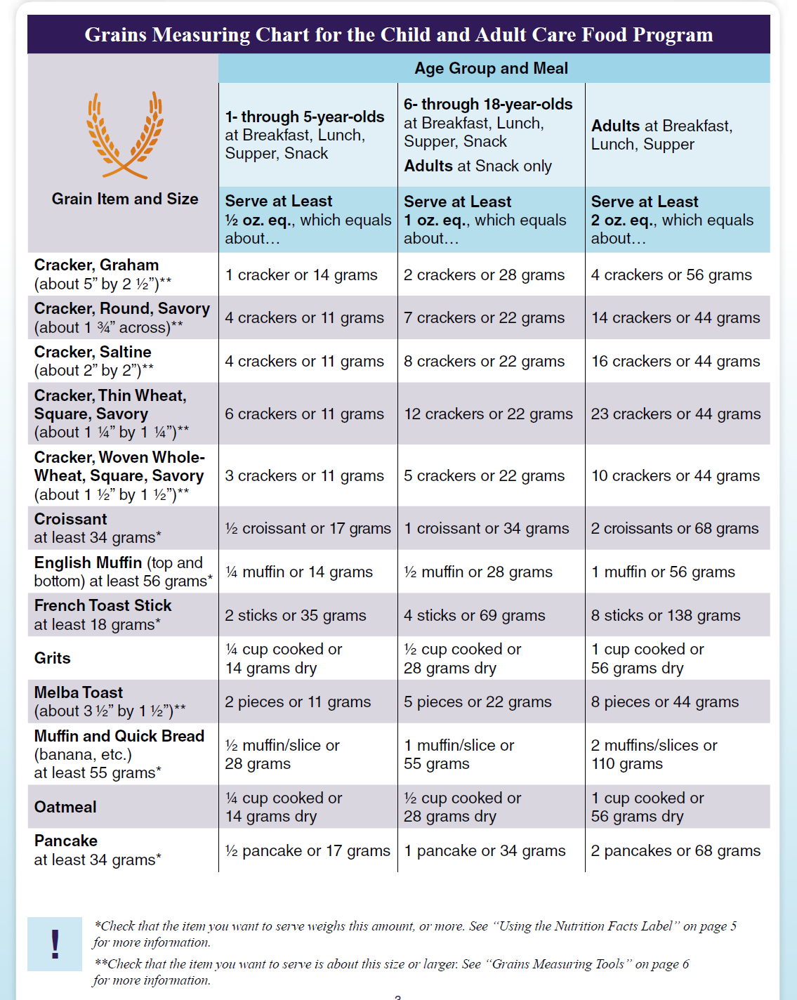 Grains Measuring Chart for the Child and Adult Care Food Program
Grain Item and Size
Age Group and Meal
1- through 5-year-olds
at Breakfast, Lunch,
Supper, Snack
6- through 18-year-olds
at Breakfast, Lunch,
Supper, Snack
Adults at Snack only
Adults at Breakfast,
Lunch, Supper
Serve at Least
½ oz. eq., which equals
about…
Serve at Least
1 oz. eq., which equals
about…
Serve at Least
2 oz. eq., which equals
about…
Cracker, Graham
(about 5” by 2 ½”)**
1 cracker or 14 grams
2 crackers or 28 grams
4 crackers or 56 grams
Cracker, Round, Savory
(about 1 ¾” across)**
4 crackers or 11 grams
7 crackers or 22 grams
14 crackers or 44 grams
Cracker, Saltine
(about 2” by 2”)**
4 crackers or 11 grams
8 crackers or 22 grams
16 crackers or 44 grams
Cracker, Thin Wheat,
Square, Savory
(about 1 ¼” by 1 ¼”)**
6 crackers or 11 grams
12 crackers or 22 grams
23 crackers or 44 grams
Cracker, Woven Whole-
Wheat, Square, Savory
(about 1 ½” by 1 ½”)**
3 crackers or 11 grams
5 crackers or 22 grams
10 crackers or 44 grams
Croissant
at least 34 grams*
½ croissant or 17 grams
1 croissant or 34 grams
2 croissants or 68 grams
English Muffin (top and
bottom) at least 56 grams*
¼ muffin or 14 grams
½ muffin or 28 grams
1 muffin or 56 grams
French Toast Stick
at least 18 grams*
2 sticks or 35 grams
4 sticks or 69 grams
8 sticks or 138 grams
Grits
¼ cup cooked or
14 grams dry
½ cup cooked or
28 grams dry
1 cup cooked or
56 grams dry
Melba Toast
(about 3 ½” by 1 ½”)**
2 pieces or 11 grams
5 pieces or 22 grams
8 pieces or 44 grams
Muffin and Quick Bread
(banana, etc.)
at least 55 grams*
½ muffin/slice or
28 grams
1 muffin/slice or
55 grams
2 muffins/slices or
110 grams
Oatmeal
¼ cup cooked or
14 grams dry
½ cup cooked or
28 grams dry
1 cup cooked or
56 grams dry
Pancake
at least 34 grams*
½ pancake or 17 grams
1 pancake or 34 grams
2 pancakes or 68 grams
!
*Check that the item you want to serve weighs this amount, or more. See “Using the Nutrition Facts Label” on page 5
for more information.
**Check that the item you want to serve is about this size or larger. See “Grains Measuring Tools” on page 6
for more information.